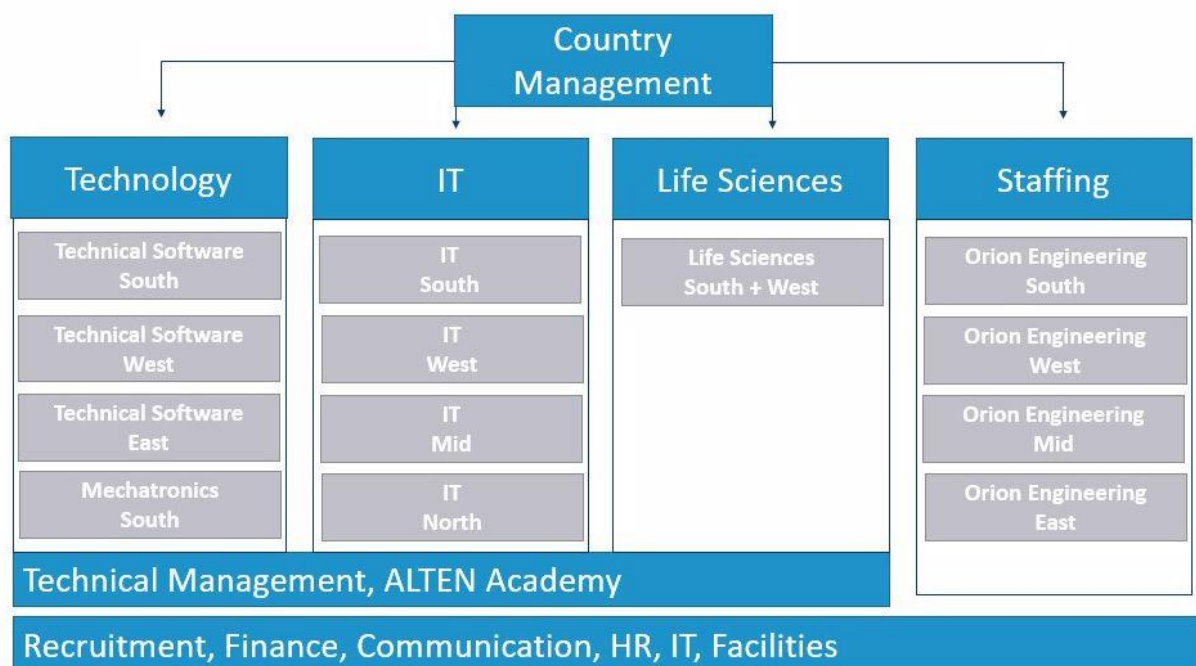 Country
Management
Technology
IT
Life Sciences
Staffing
Technical Software
South
Technical Software
West
Technical Software
East
Mechatronics
South
IT
South
IT
West
IT
Mid
IT
North
Life Sciences
South + West
Orion Engineering
South
Orion Engineering
West
Orion Engineering
Mid
Orion Engineering
East
Technical Management, ALTEN Academy
Recruitment, Finance, Communication, HR, IT, Facilities